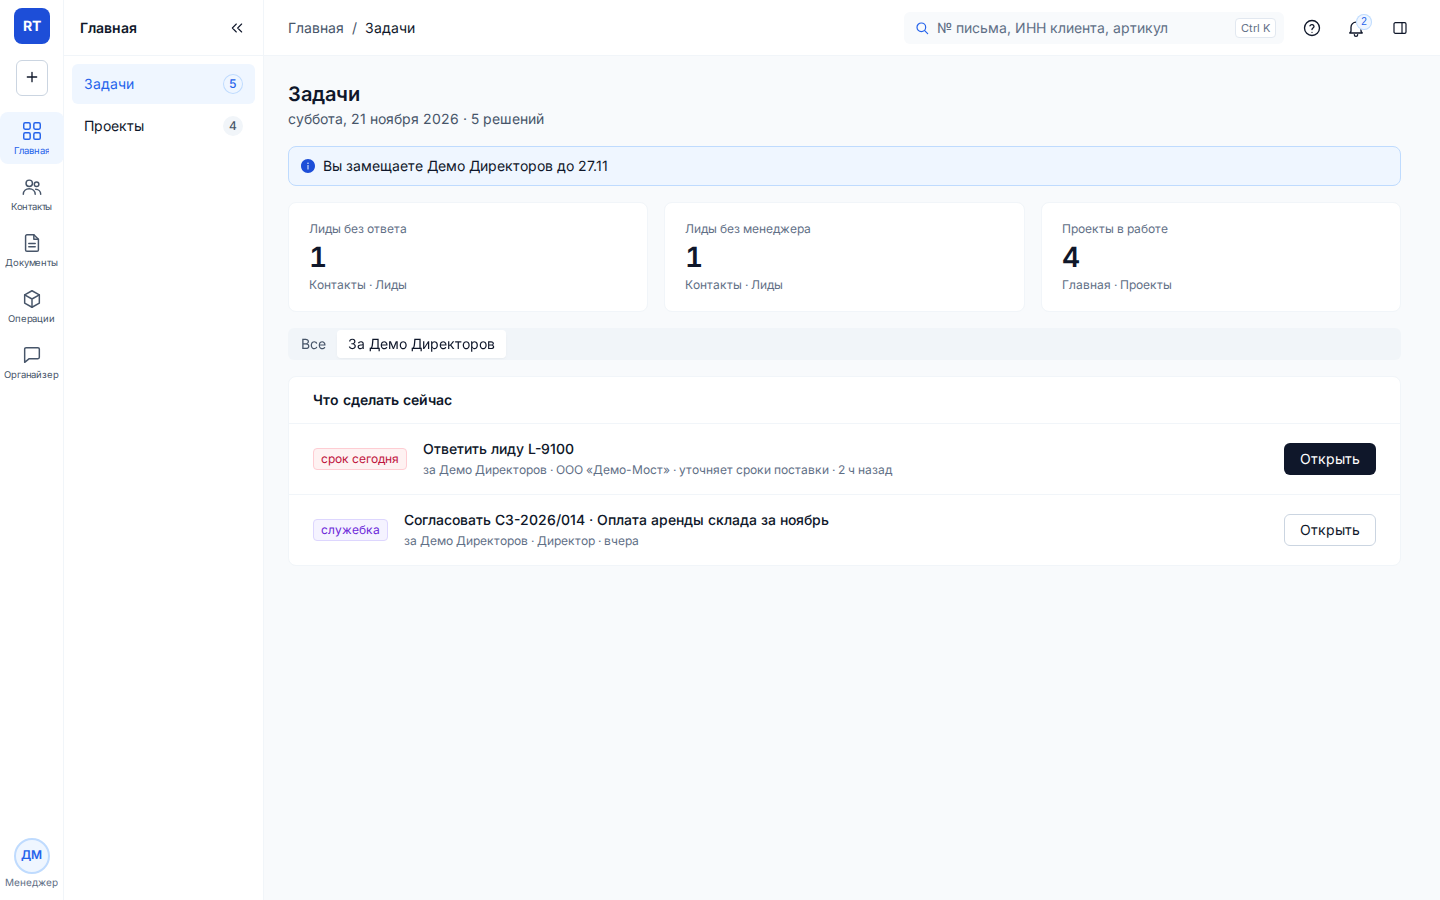 RT
Главная
Контакты
Документы
Операции
Органайзер
ДМ
Менеджер
Главная
Задачи 5
Проекты 4
Главная / Задачи
№ письма, ИНН клиента, артикул Ctrl K
2
Задачи
суббота, 21 ноября 2026 · 5 решений
Вы замещаете Демо Директоров до 27.11
Лиды без ответа
1
Контакты · Лиды
Лиды без менеджера
1
Контакты · Лиды
Проекты в работе
4
Главная · Проекты
Все За Демо Директоров
Что сделать сейчас
срок сегодня
Ответить лиду L-9100
за Демо Директоров · ООО «Демо-Мост» · уточняет сроки поставки · 2 ч назад
Открыть
служебка
Согласовать СЗ-2026/014 · Оплата аренды склада за ноябрь
за Демо Директоров · Директор · вчера
Открыть